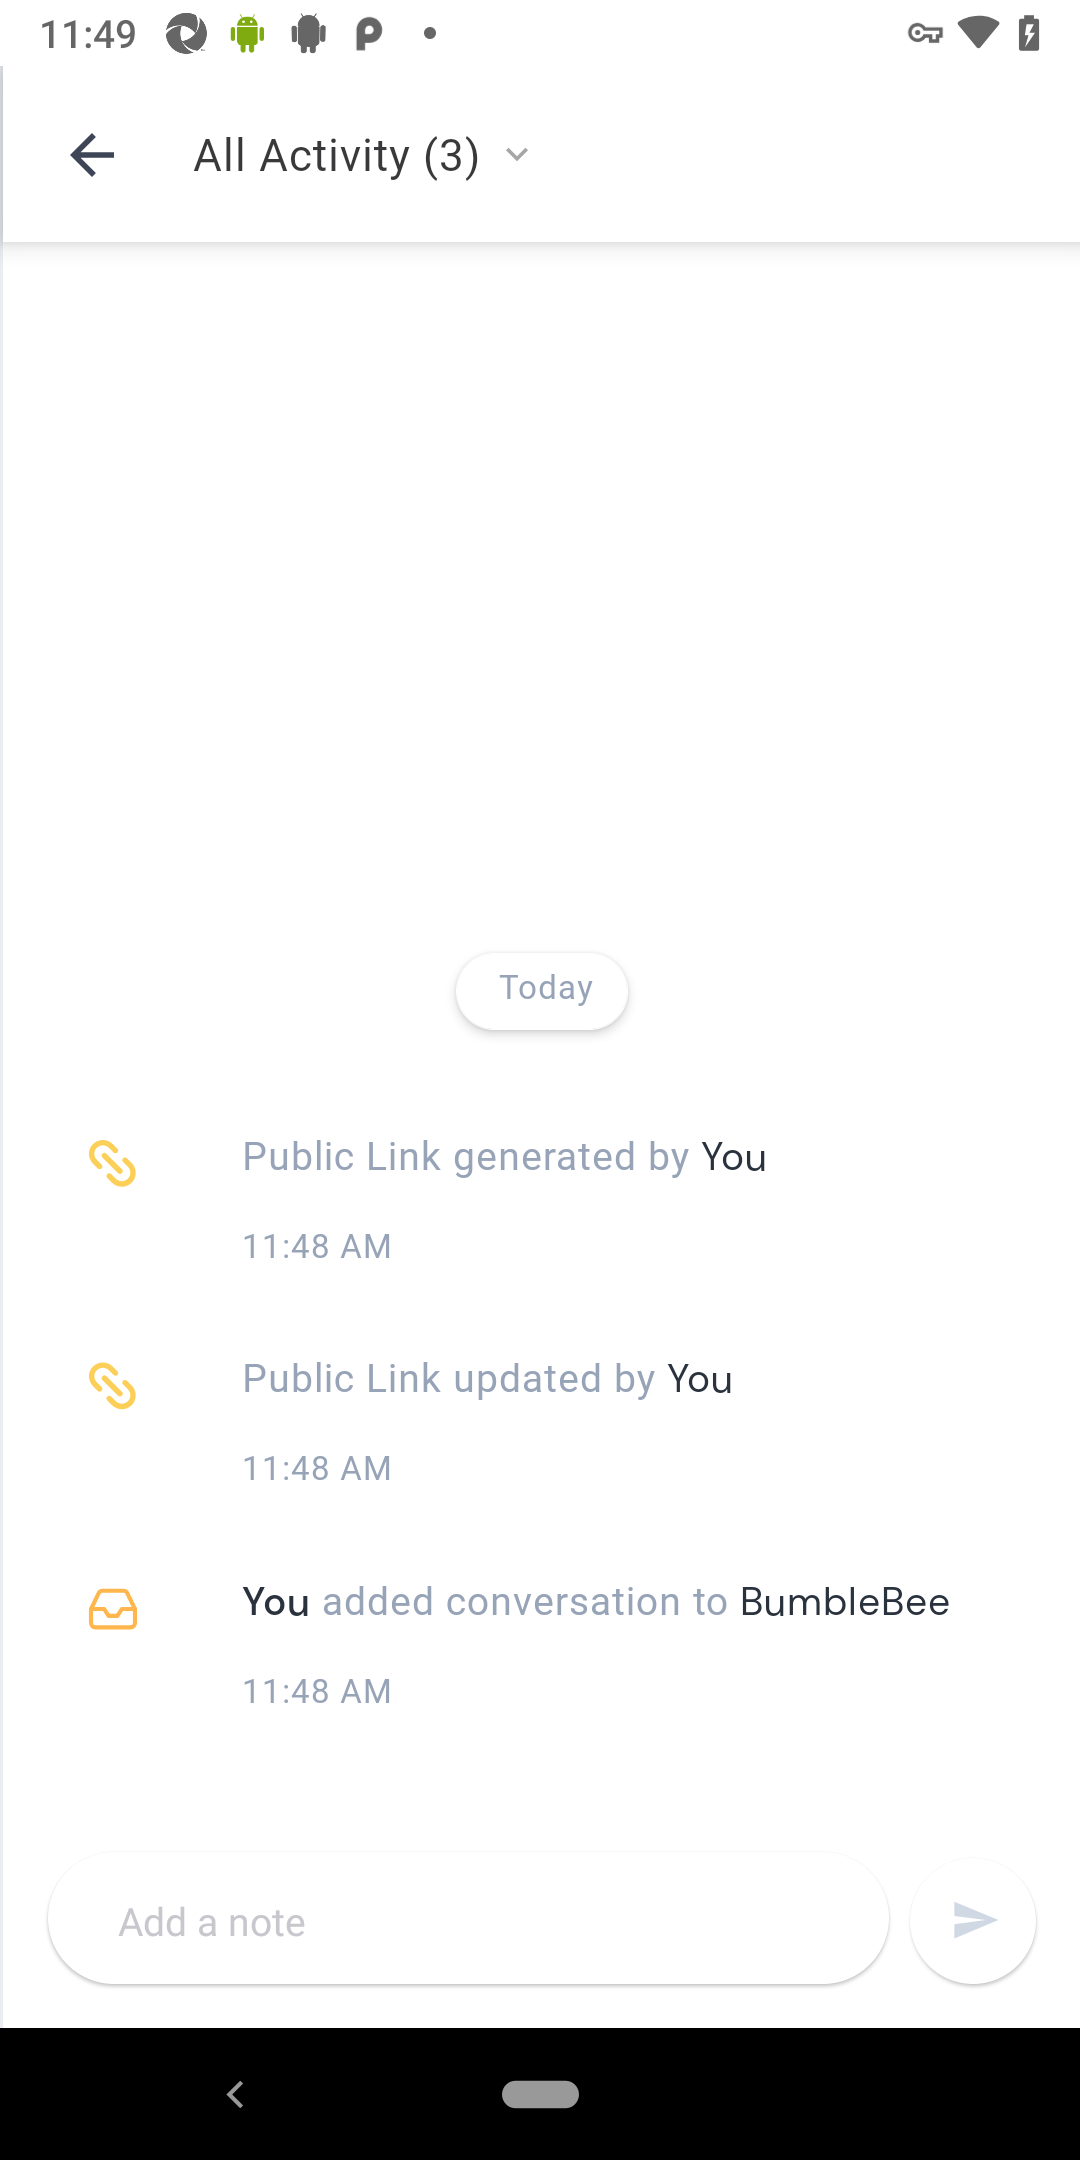 11:49
All Activity (3)
Today
Public Link generated by You
11:48 AM
Public Link updated by You
11:48 AM
You added conversation to BumbleBee
11:48 AM
Add a note